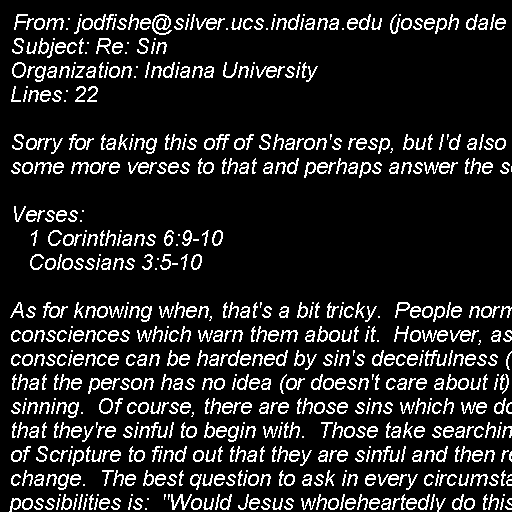 From: jodfishe@silver.ucs.indiana.edu (joseph dale
Subject: Re: Sin
Organization: Indiana University
Lines: 22

Sorry for taking this off of Sharon's resp, but I'd also
some more verses to that and perhaps answer the

Verses:
1 Corinthians 6:9-10
Colossians 3:5-10

As for knowing when, that's a bit tricky.  People
consciences which warn them about it.  However, as
conscience can be hardened by sin's deceitfulness (
that the person has no idea (or doesn't care about it)
sinning.  Of course, there are those sins which we
that they're sinful to begin with.  Those take
of Scripture to find out that they are sinful and then
change.  The best question to ask in every
possibilities is:  "Would Jesus wholeheartedly do this